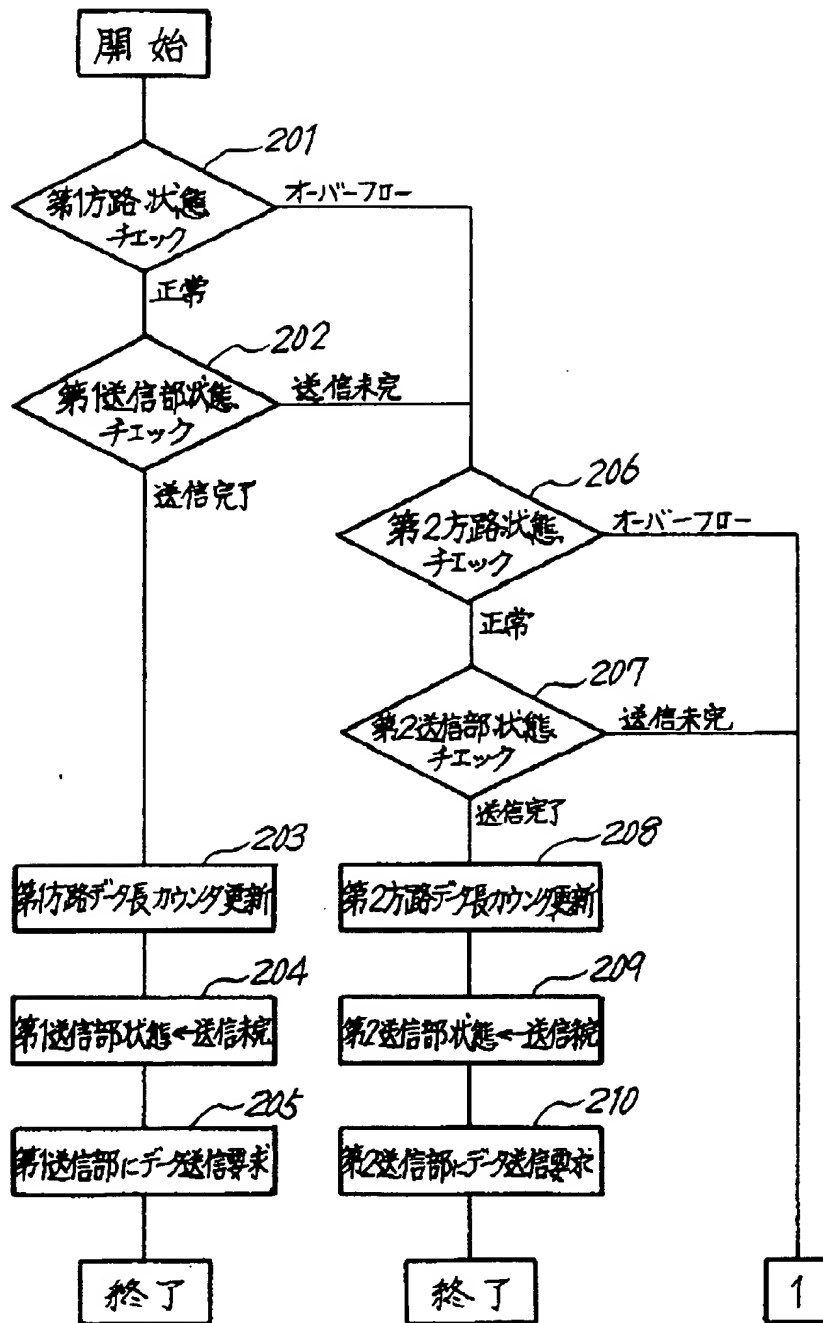 開始
201
第1方路状態
チェック
オーバーフロー
正常
202
第1送信部状態
チェック
送信未完
送信完了
206
第2方路状態
チェック
オーバーフロー
正常
207
第2送信部状態
チェック
送信未完
送信完了
203
第1方路データ長カウンタ更新
208
第2方路データ長カウンタ更新
204
第1送信部状態←送信未完
209
第2送信部状態←送信未完
205
第1送信部にデータ送信要求
210
第2送信部にデータ送信要求
終了
終了
1